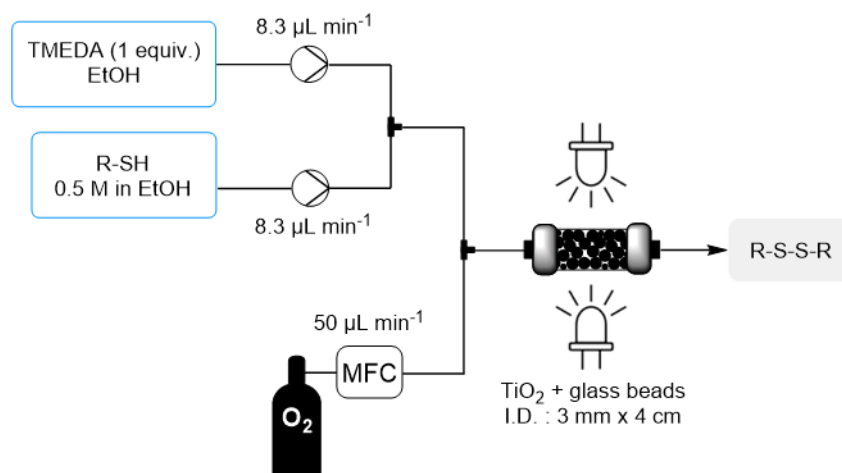 8.3 µL min-1
TMEDA (1 equiv.)
EtOH
R-SH
0.5 M in EtOH
8.3 µL min-1
R-S-S-R
50 µL min-1
MFC
O2
TiO2 + glass beads
I.D. : 3 mm x 4 cm